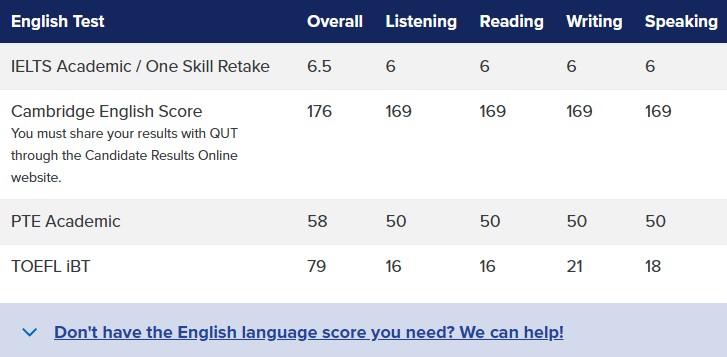 English Test Overall Listening Reading Writing Speaking
IELTS Academic / One Skill Retake 6.5 6 6 6 6
Cambridge English Score 176 169 169 169 169
You must share your results with QUT
through the Candidate Results Online
website.
PTE Academic 58 50 50 50 50
TOEFL iBT 79 16 16 21 18
Don't have the English language score you need? We can help!